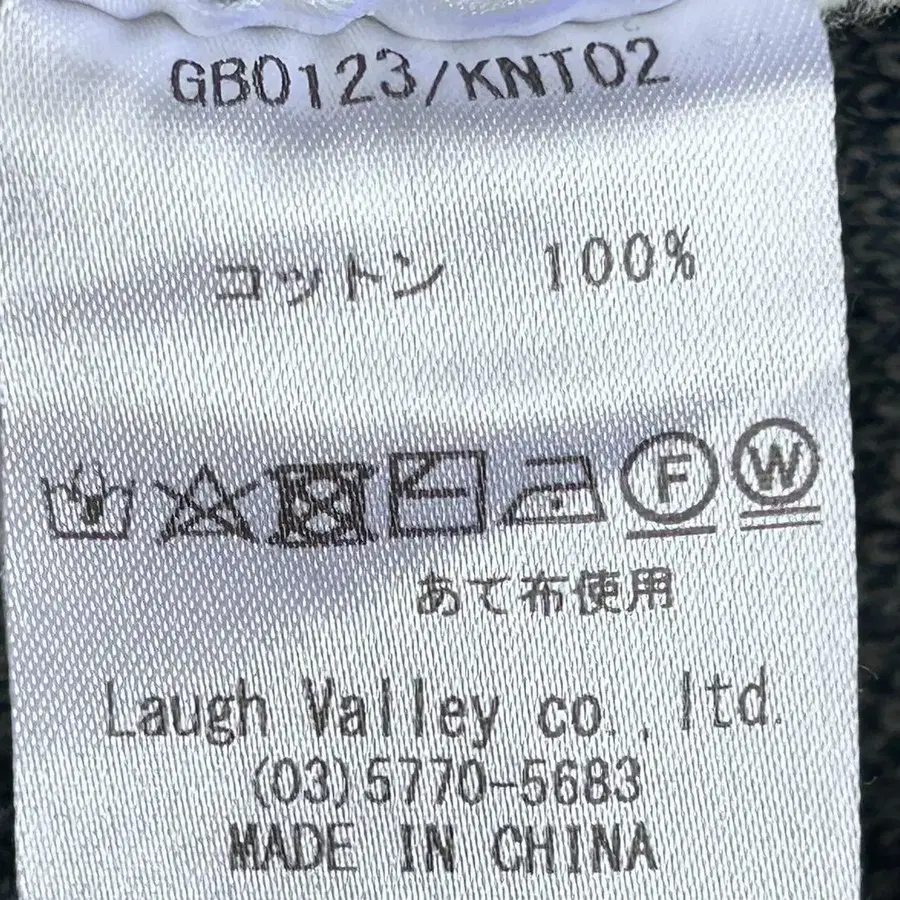 GB0123/KNT02
コットン 100%
F W
あて布使用
Laugh Valley co.,ltd.
(03)5770-5683
MADE IN CHINA